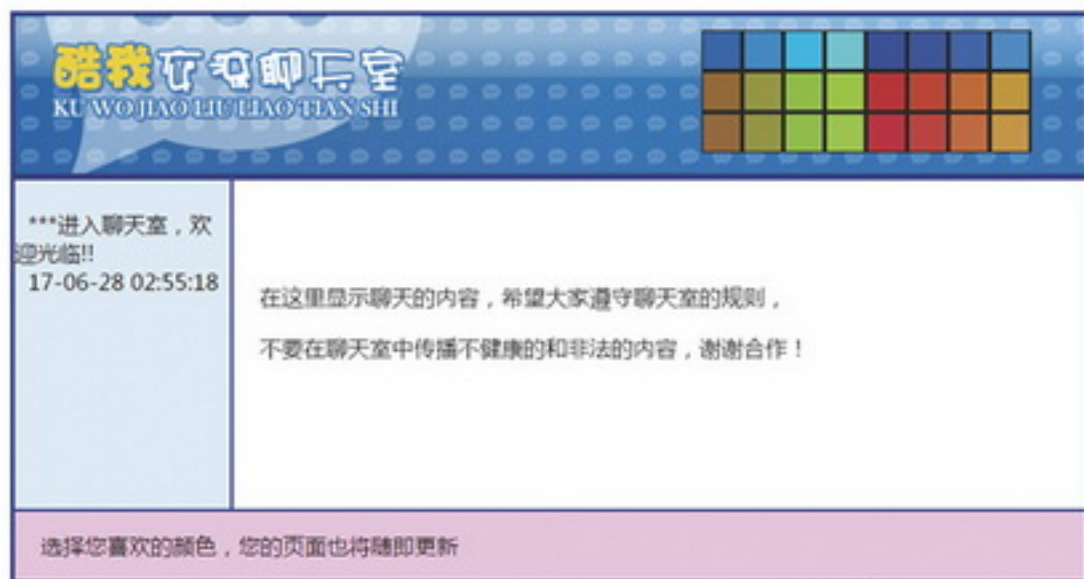 酷我交流聊天室
KU WO JIAO LIU LIAO TIAN SHI
***进入聊天室，欢
迎光临!!
17-06-28 02:55:18
在这里显示聊天的内容，希望大家遵守聊天室的规则，
不要在聊天室中传播不健康的和非法的内容，谢谢合作！
选择您喜欢的颜色，您的页面也将随即更新